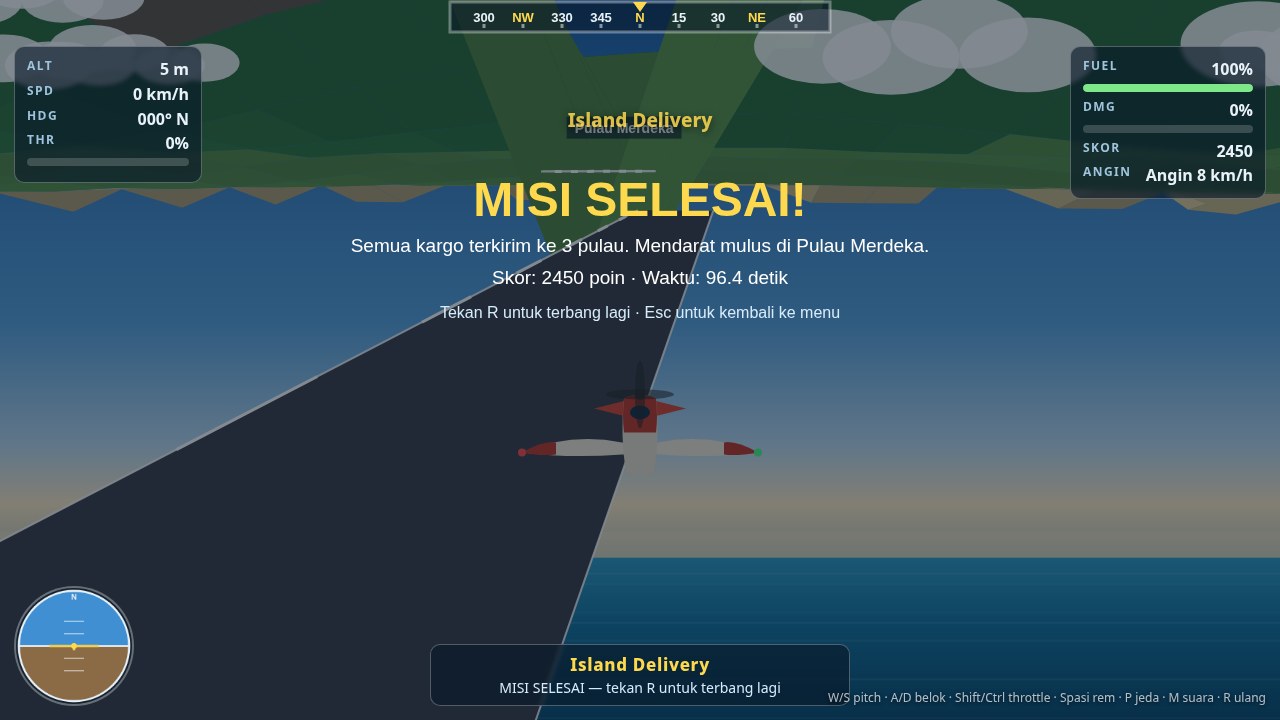 300 NW 330 345 N 15 30 NE 60
ALT 5 m
SPD 0 km/h
HDG 000° N
THR 0%
FUEL 100%
DMG 0%
SKOR 2450
ANGIN Angin 8 km/h
Island Delivery
Pulau Merdeka
MISI SELESAI!
Semua kargo terkirim ke 3 pulau. Mendarat mulus di Pulau Merdeka.
Skor: 2450 poin · Waktu: 96.4 detik
Tekan R untuk terbang lagi · Esc untuk kembali ke menu
N
Island Delivery
MISI SELESAI — tekan R untuk terbang lagi
W/S pitch · A/D belok · Shift/Ctrl throttle · Spasi rem · P jeda · M suara · R ulang